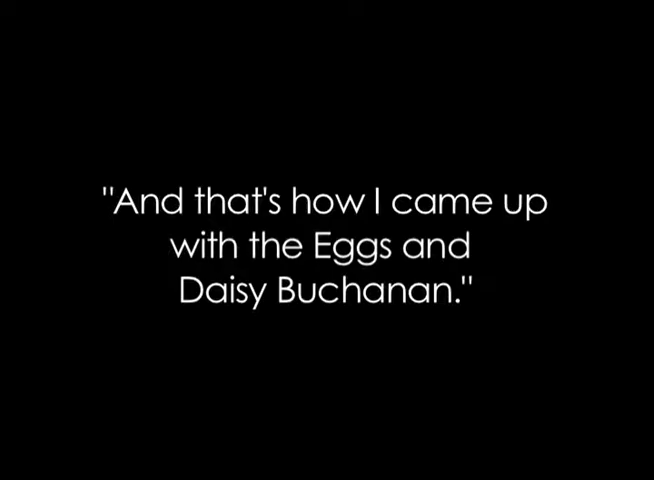 "And that's how I came up
with the Eggs and
Daisy Buchanan."